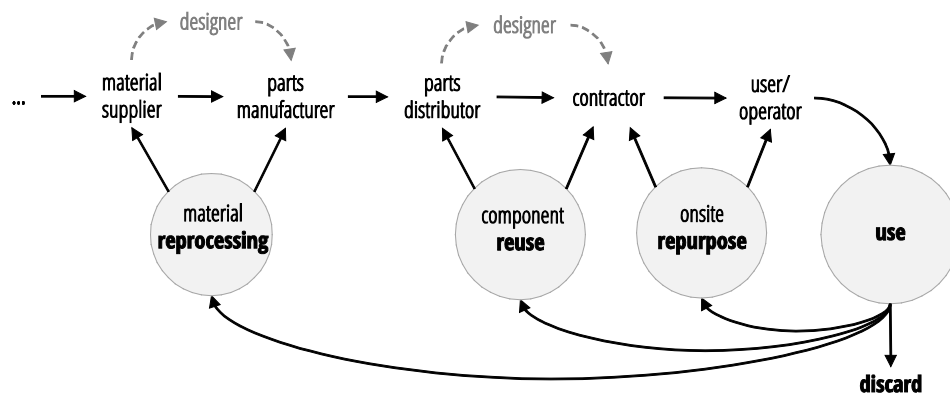 designer
designer
...
material
supplier
parts
manufacturer
parts
distributor
contractor
user/
operator
material
reprocessing
component
reuse
onsite
repurpose
use
discard